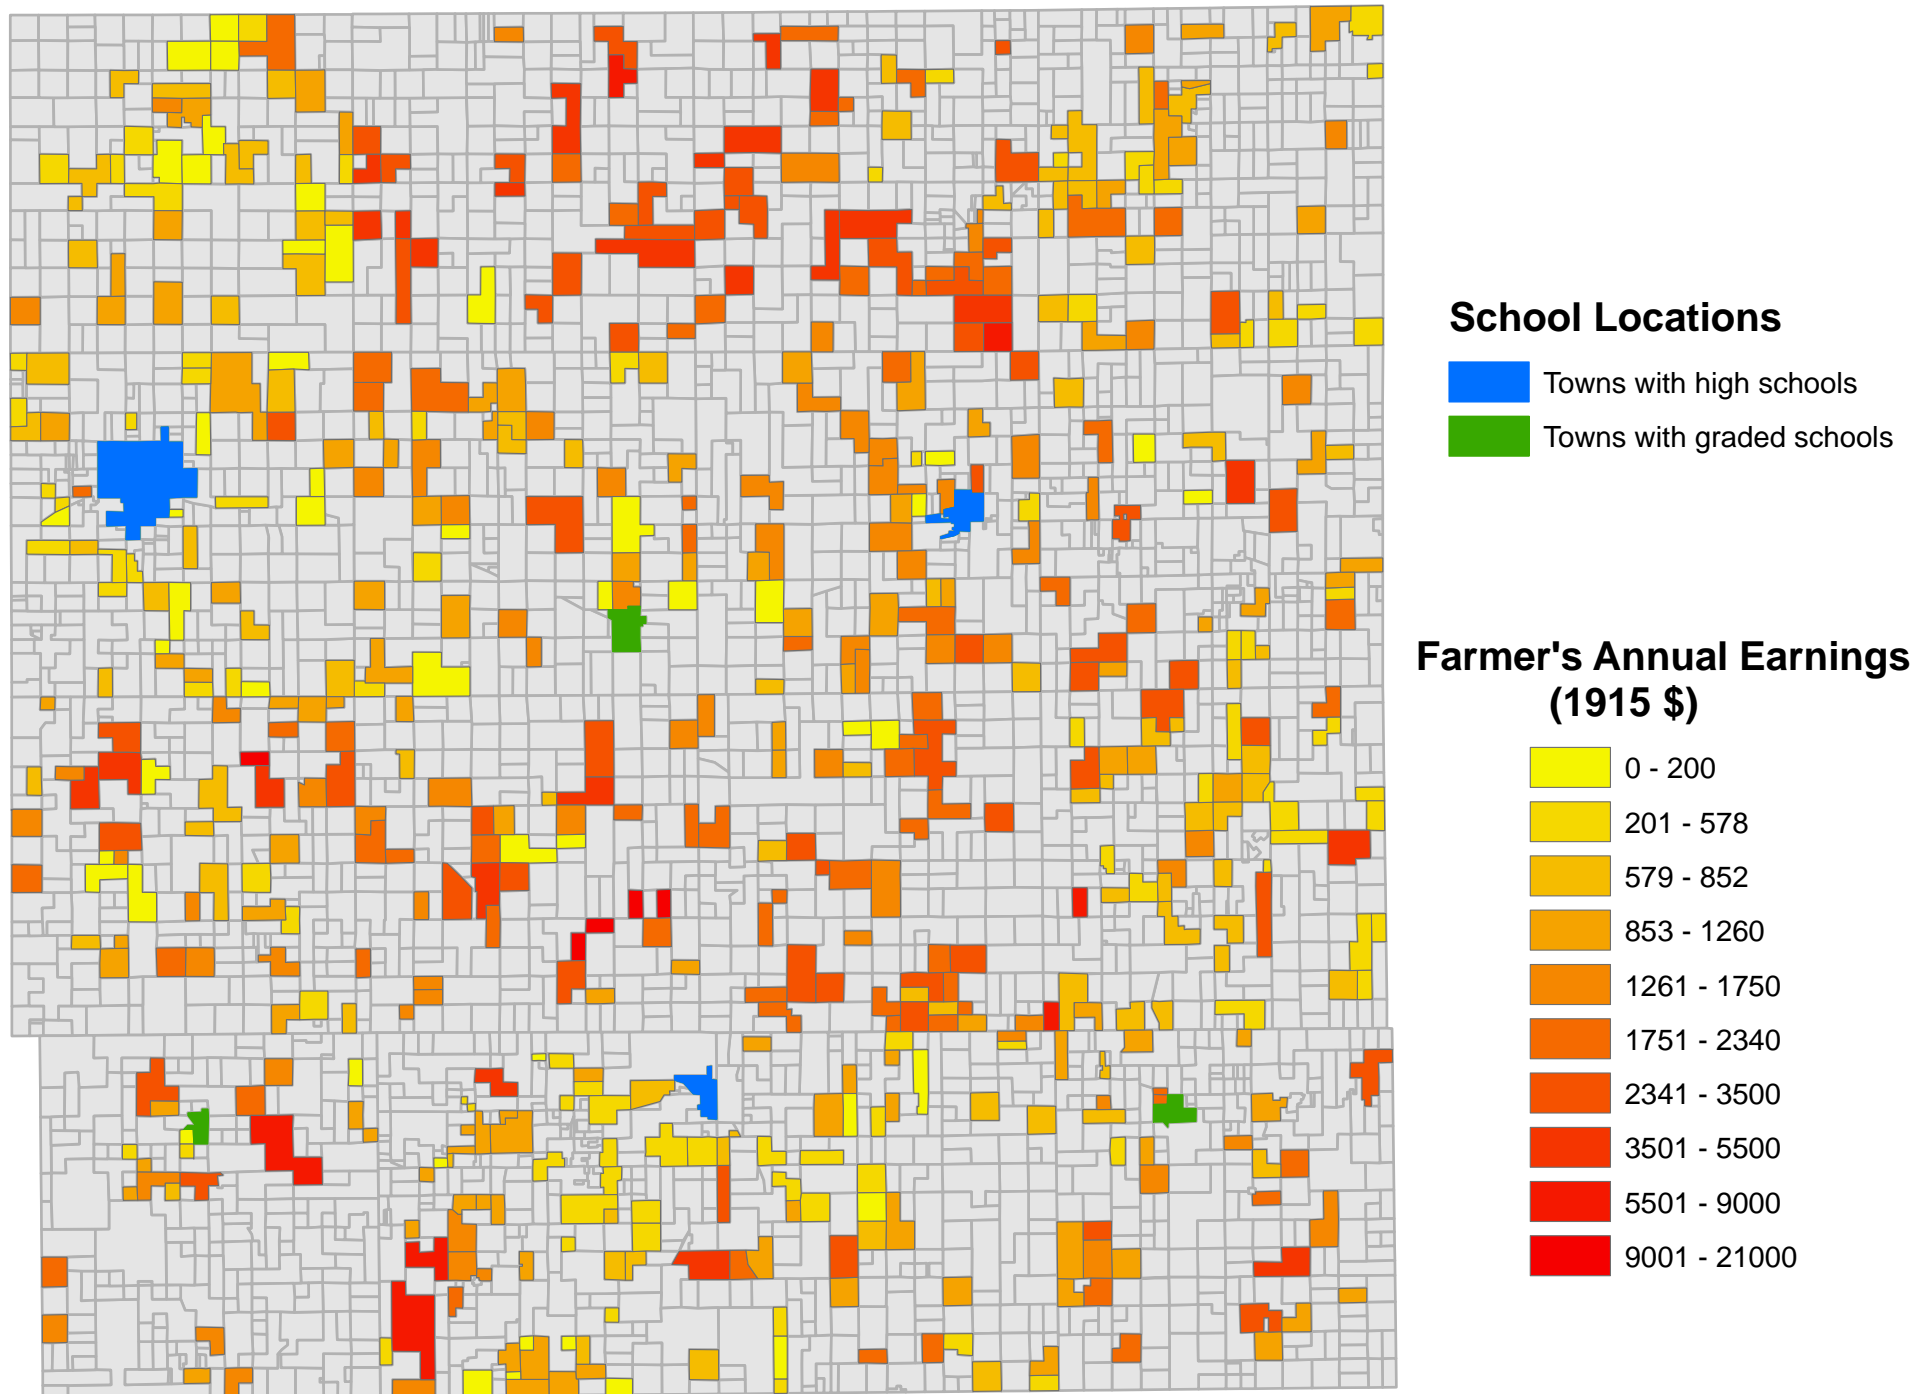 School Locations
Towns with high schools
Towns with graded schools
Farmer's Annual Earnings
(1915 $)
0 - 200
201 - 578
579 - 852
853 - 1260
1261 - 1750
1751 - 2340
2341 - 3500
3501 - 5500
5501 - 9000
9001 - 21000